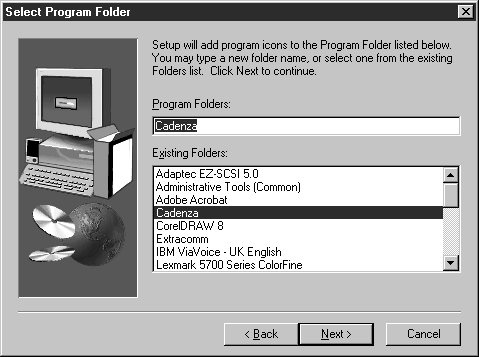 Select Program Folder
Setup will add program icons to the Program Folder listed below.
You may type a new folder name, or select one from the existing
Folders list. Click Next to continue.
Program Folders:
Cadenza
Existing Folders:
Adaptec EZ-SCSI 5.0
Administrative Tools (Common)
Adobe Acrobat
Cadenza
CorelDRAW 8
Extracomm
IBM ViaVoice - UK English
Lexmark 5700 Series ColorFine
< Back
Next >
Cancel